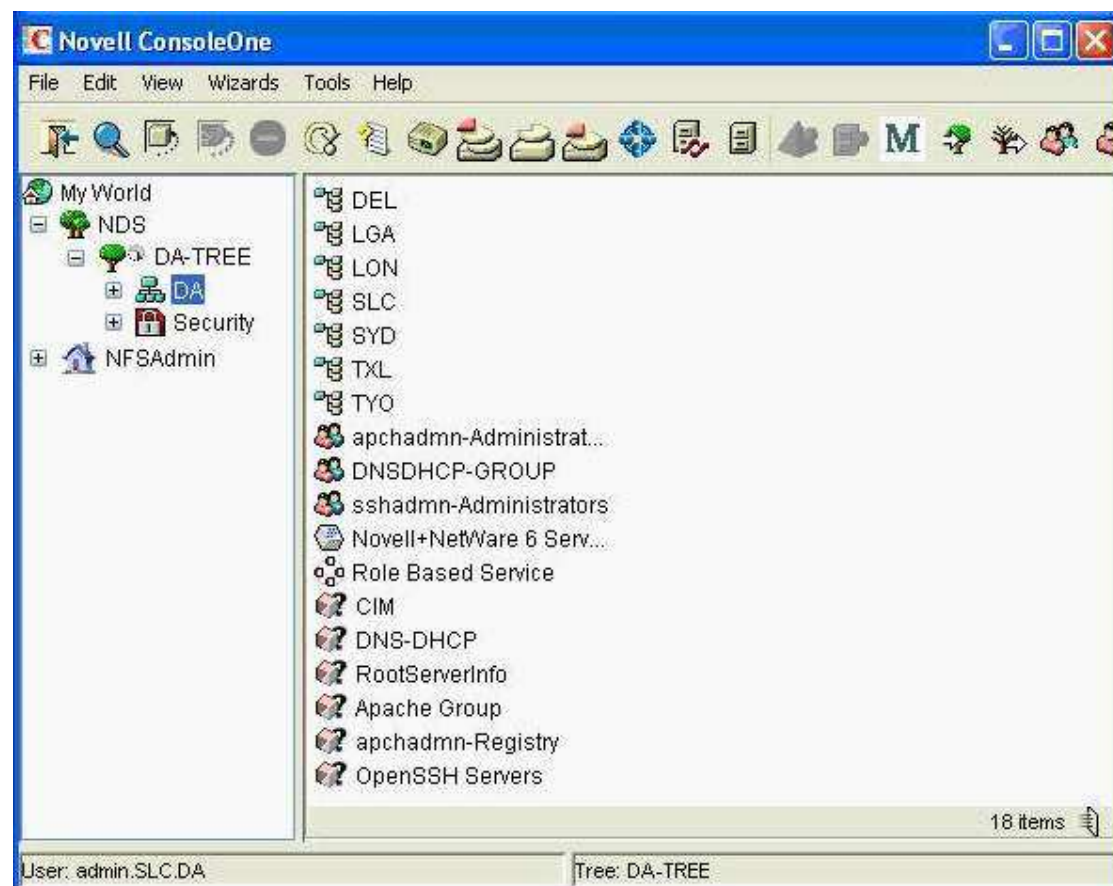 Novell ConsoleOne
File Edit View Wizards Tools Help
M
My World
NDS
DA-TREE
DA
Security
NFSAdmin
DEL
LGA
LON
SLC
SYD
TXL
TYO
apchadmn-Administrat...
DNSDHCP-GROUP
sshadmn-Administrators
Novell+NetWare 6 Serv...
Role Based Service
CIM
DNS-DHCP
RootServerInfo
Apache Group
apchadmn-Registry
OpenSSH Servers
18 items
User: admin.SLC.DA
Tree: DA-TREE